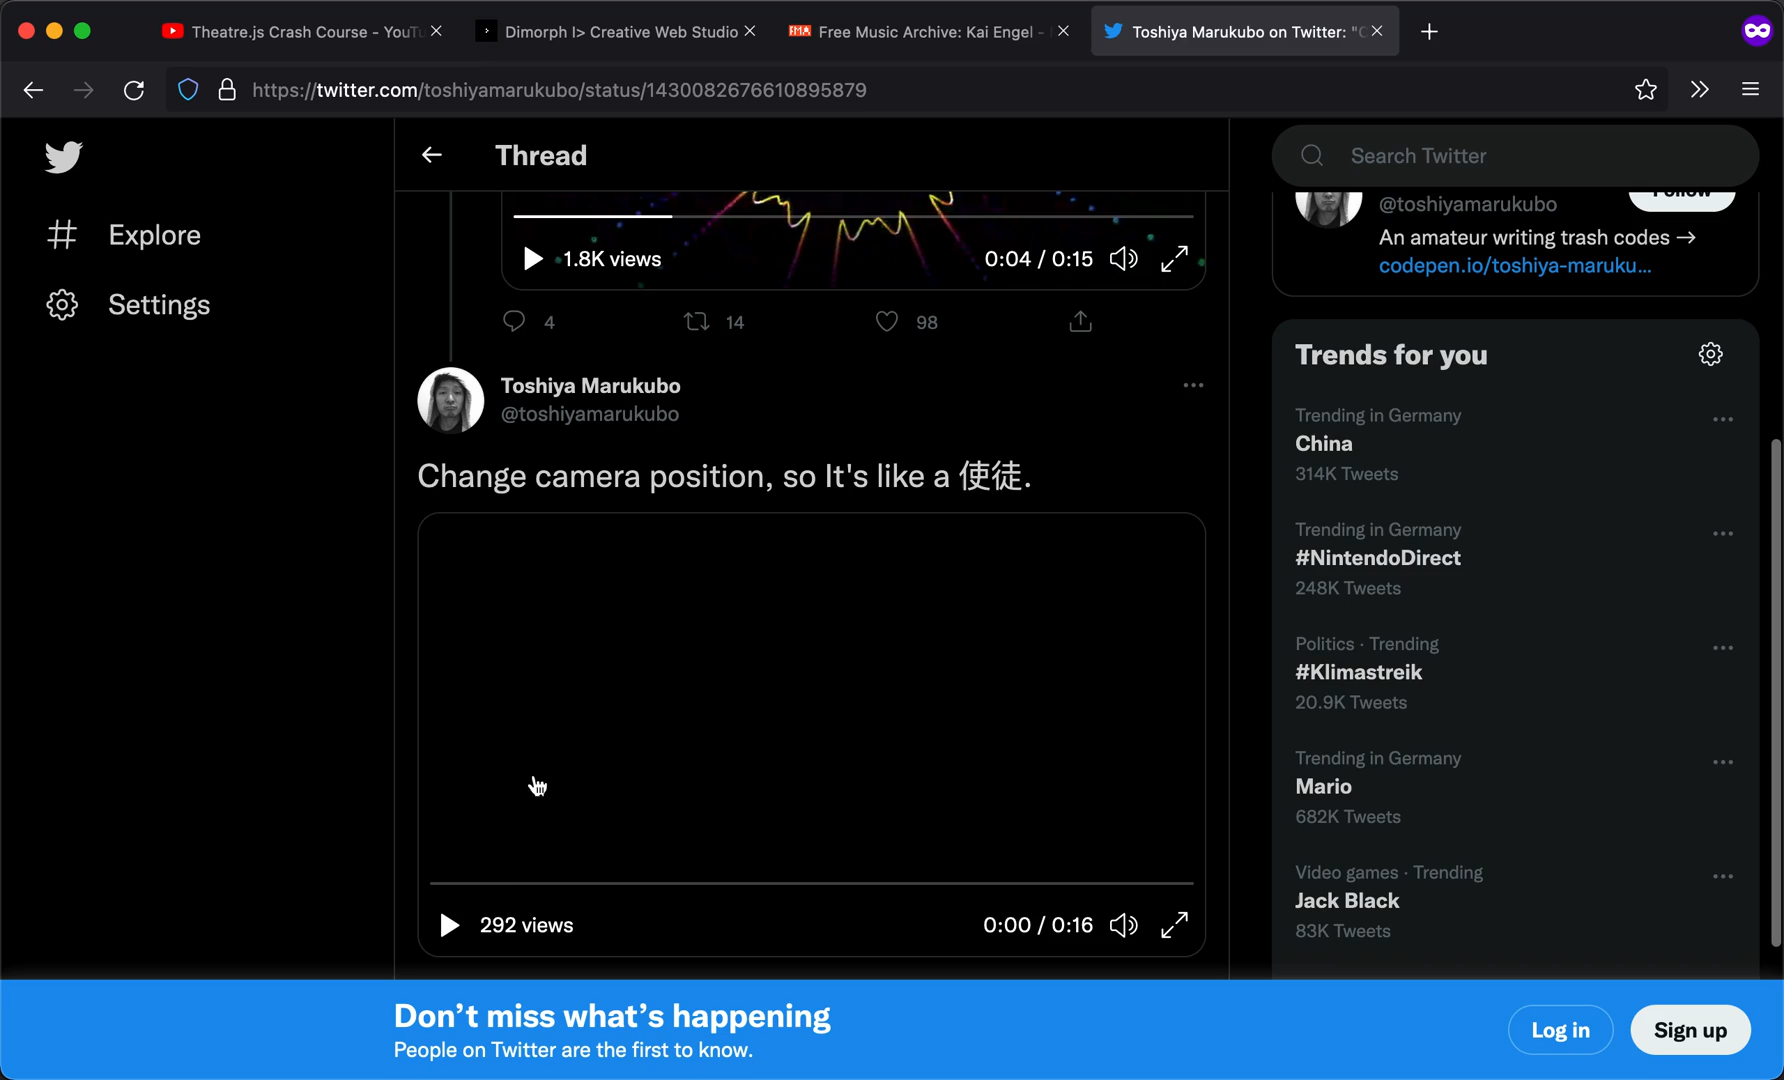 Theatre.js Crash Course - YouTu
Dimorph I> Creative Web Studio
FMA Free Music Archive: Kai Engel -
Toshiya Marukubo on Twitter: "C
https://twitter.com/toshiyamarukubo/status/1430082676610895879
Explore
Settings
Thread
1.8K views
0:04 / 0:15
4
14
98
Toshiya Marukubo
@toshiyamarukubo
Change camera position, so It's like a 使徒.
292 views
0:00 / 0:16
Search Twitter
@toshiyamarukubo
Follow
An amateur writing trash codes →
codepen.io/toshiya-maruku...
Trends for you
Trending in Germany
China
314K Tweets
Trending in Germany
#NintendoDirect
248K Tweets
Politics · Trending
#Klimastreik
20.9K Tweets
Trending in Germany
Mario
682K Tweets
Video games · Trending
Jack Black
83K Tweets
Don't miss what's happening
People on Twitter are the first to know.
Log in
Sign up